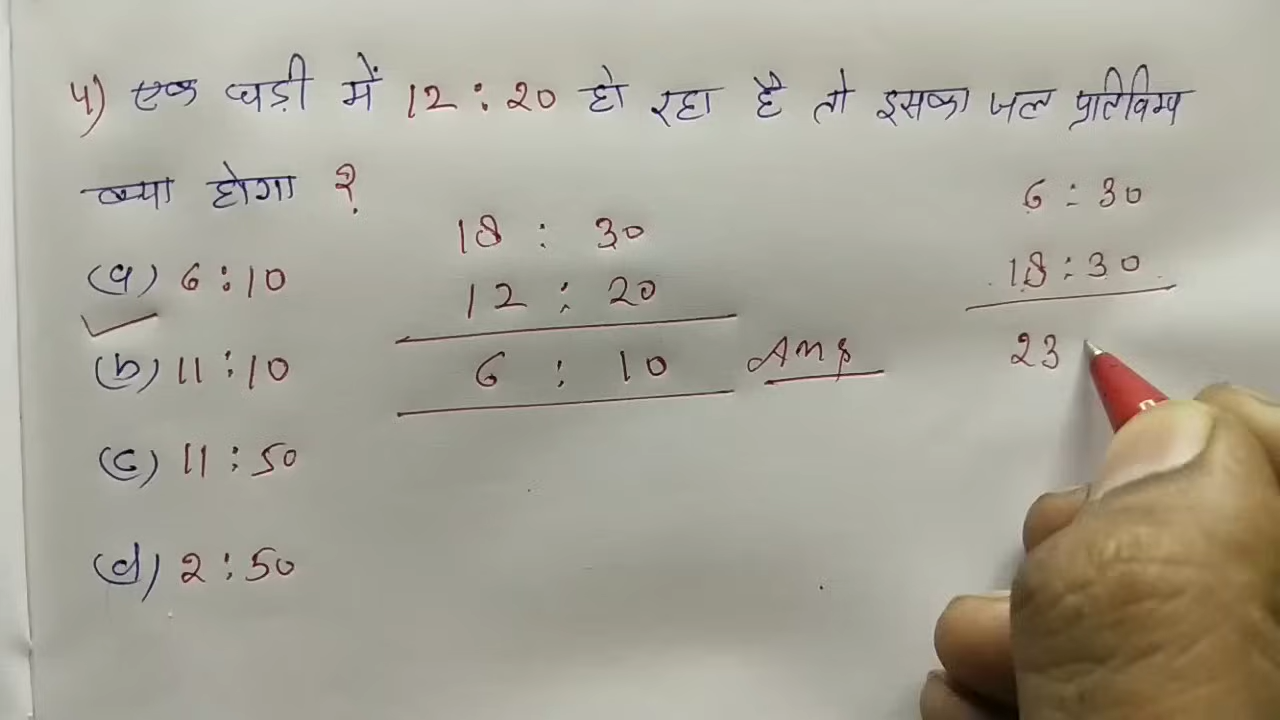 4) एक घड़ी में 12 : 20 हो रहा है तो इसका जल प्रतिविम्प
क्या होगा ?
(a) 6 : 10
(b) 11 : 10
(c) 11 : 50
(d) 2 : 50
18 : 30
12 : 20
6 : 10 Ans
6 : 30
18 : 30
23